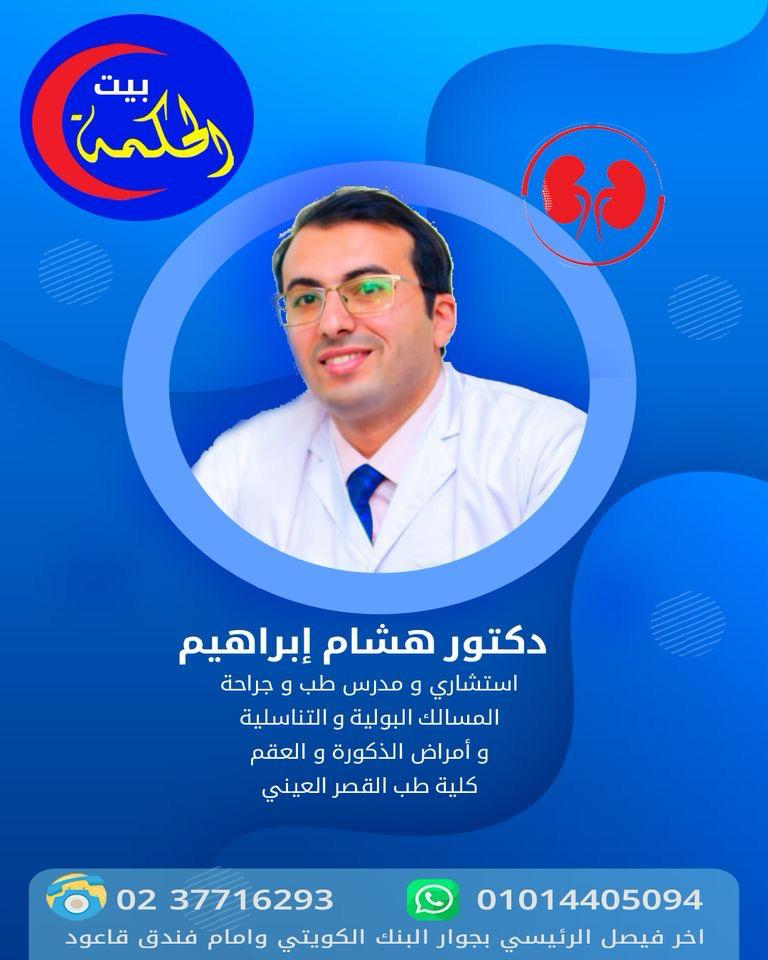 بيت
الحكمة
دكتور هشام إبراهيم
استشاري و مدرس طب و جراحة
المسالك البولية و التناسلية
و أمراض الذكورة و العقم
كلية طب القصر العيني
02 37716293
01014405094
اخر فيصل الرئيسي بجوار البنك الكويتي وامام فندق قاعود